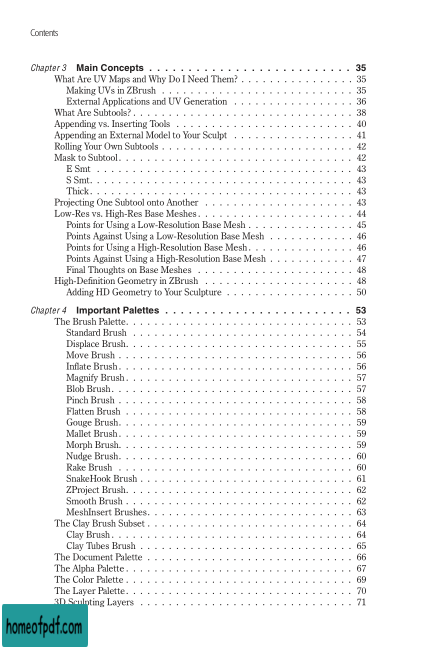 Contents
Chapter 3 Main Concepts . . . . . . . . . . . . . . . . . . . . . . . . . . 35
What Are UV Maps and Why Do I Need Them? . . . . . . . . . . . . . . 35
Making UVs in ZBrush . . . . . . . . . . . . . . . . . . . . . . . . 35
External Applications and UV Generation . . . . . . . . . . . . . . . 36
What Are Subtools? . . . . . . . . . . . . . . . . . . . . . . . . . . . 38
Appending vs. Inserting Tools . . . . . . . . . . . . . . . . . . . . . . 40
Appending an External Model to Your Sculpt . . . . . . . . . . . . . . . 41
Rolling Your Own Subtools . . . . . . . . . . . . . . . . . . . . . . . . 42
Mask to Subtool . . . . . . . . . . . . . . . . . . . . . . . . . . . . . 42
E Smt . . . . . . . . . . . . . . . . . . . . . . . . . . . . . . . . 43
S Smt . . . . . . . . . . . . . . . . . . . . . . . . . . . . . . . . 43
Thick . . . . . . . . . . . . . . . . . . . . . . . . . . . . . . . . 43
Projecting One Subtool onto Another . . . . . . . . . . . . . . . . . . . 43
Low-Res vs. High-Res Base Meshes . . . . . . . . . . . . . . . . . . . . 44
Points for Using a Low-Resolution Base Mesh . . . . . . . . . . . . . 45
Points Against Using a Low-Resolution Base Mesh . . . . . . . . . . . 46
Points for Using a High-Resolution Base Mesh . . . . . . . . . . . . . 46
Points Against Using a High-Resolution Base Mesh . . . . . . . . . . . 47
Final Thoughts on Base Meshes . . . . . . . . . . . . . . . . . . . . 48
High-Definition Geometry in ZBrush . . . . . . . . . . . . . . . . . . . 48
Adding HD Geometry to Your Sculpture . . . . . . . . . . . . . . . . 50
Chapter 4 Important Palettes . . . . . . . . . . . . . . . . . . . . . . . . 53
The Brush Palette . . . . . . . . . . . . . . . . . . . . . . . . . . . . 53
Standard Brush . . . . . . . . . . . . . . . . . . . . . . . . . . . 54
Displace Brush . . . . . . . . . . . . . . . . . . . . . . . . . . . . 55
Move Brush . . . . . . . . . . . . . . . . . . . . . . . . . . . . . 56
Inflate Brush . . . . . . . . . . . . . . . . . . . . . . . . . . . . . 56
Magnify Brush . . . . . . . . . . . . . . . . . . . . . . . . . . . . 57
Blob Brush . . . . . . . . . . . . . . . . . . . . . . . . . . . . . . 57
Pinch Brush . . . . . . . . . . . . . . . . . . . . . . . . . . . . . 58
Flatten Brush . . . . . . . . . . . . . . . . . . . . . . . . . . . . 58
Gouge Brush . . . . . . . . . . . . . . . . . . . . . . . . . . . . . 59
Mallet Brush . . . . . . . . . . . . . . . . . . . . . . . . . . . . . 59
Morph Brush . . . . . . . . . . . . . . . . . . . . . . . . . . . . . 59
Nudge Brush . . . . . . . . . . . . . . . . . . . . . . . . . . . . . 60
Rake Brush . . . . . . . . . . . . . . . . . . . . . . . . . . . . . 60
SnakeHook Brush . . . . . . . . . . . . . . . . . . . . . . . . . . 61
ZProject Brush . . . . . . . . . . . . . . . . . . . . . . . . . . . . 62
Smooth Brush . . . . . . . . . . . . . . . . . . . . . . . . . . . . 62
MeshInsert Brushes . . . . . . . . . . . . . . . . . . . . . . . . . 63
The Clay Brush Subset . . . . . . . . . . . . . . . . . . . . . . . . . 64
Clay Brush . . . . . . . . . . . . . . . . . . . . . . . . . . . . . . 64
Clay Tubes Brush . . . . . . . . . . . . . . . . . . . . . . . . . . 65
The Document Palette . . . . . . . . . . . . . . . . . . . . . . . . . 66
The Alpha Palette . . . . . . . . . . . . . . . . . . . . . . . . . . . . 67
The Color Palette . . . . . . . . . . . . . . . . . . . . . . . . . . . . 69
The Layer Palette . . . . . . . . . . . . . . . . . . . . . . . . . . . . 70
3D Sculpting Layers . . . . . . . . . . . . . . . . . . . . . . . . . . 71
homeofpdf.com